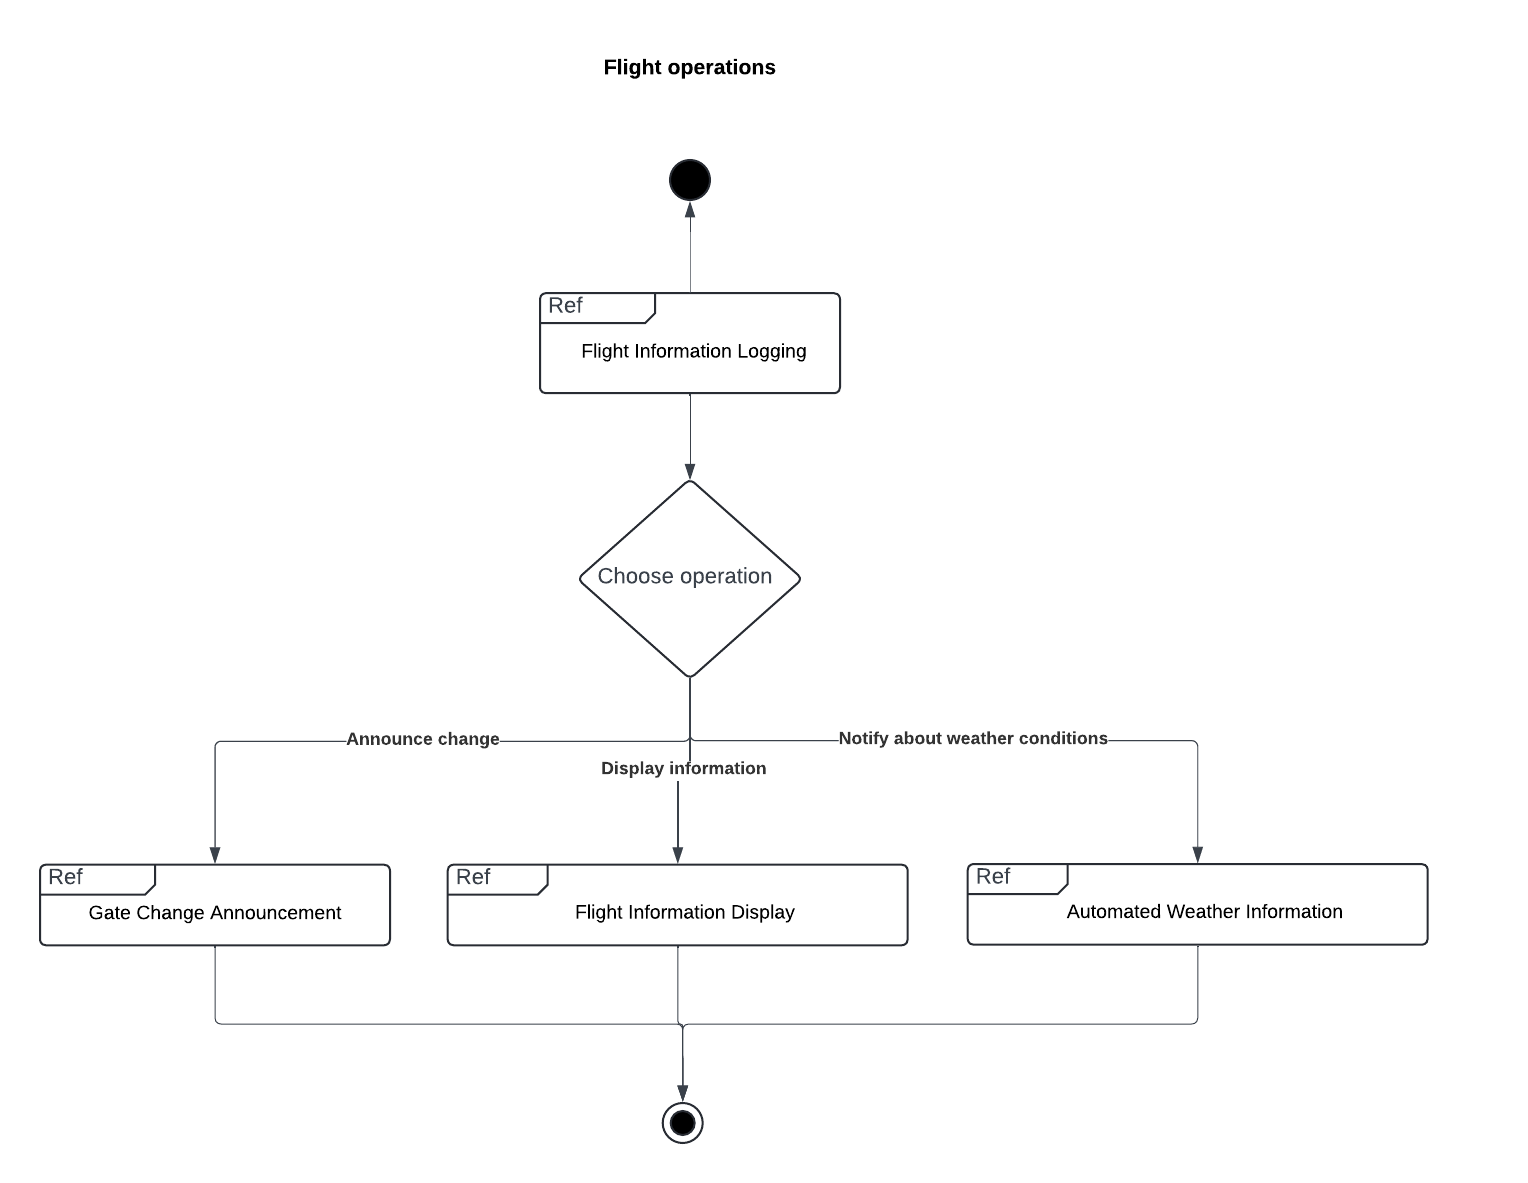 Flight operations
Ref
Flight Information Logging
Choose operation
Announce change
Notify about weather conditions
Display information
Ref
Gate Change Announcement
Ref
Flight Information Display
Ref
Automated Weather Information